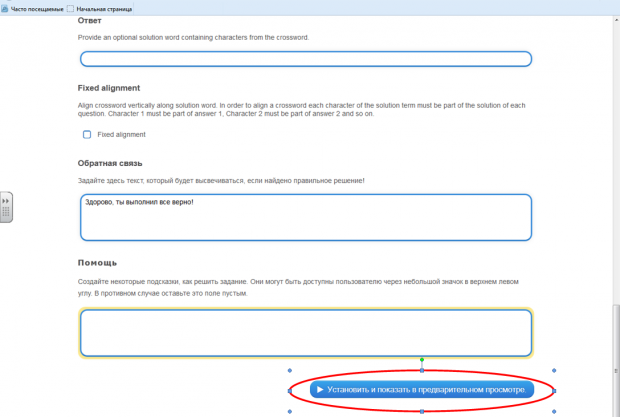 Часто посещаемые Начальная страница
Ответ
Provide an optional solution word containing characters from the crossword.
Fixed alignment
Align crossword vertically along solution word. In order to align a crossword each character of the solution term must be part of the solution of each
question. Character 1 must be part of answer 1, Character 2 must be part of answer 2 and so on.
Fixed alignment
Обратная связь
Задайте здесь текст, который будет высвечиваться, если найдено правильное решение!
Здорово, ты выполнил все верно!
Помощь
Создайте некоторые подсказки, как решить задание. Они могут быть доступны пользователю через небольшой значок в верхнем левом
углу. В противном случае оставьте это поле пустым.
Установить и показать в предварительном просмотре.